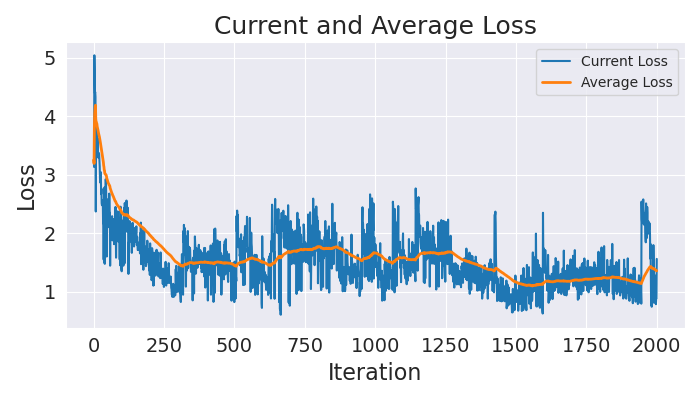 Current and Average Loss
Current Loss
Average Loss
Loss
5
4
3
2
1
0 250 500 750 1000 1250 1500 1750 2000
Iteration